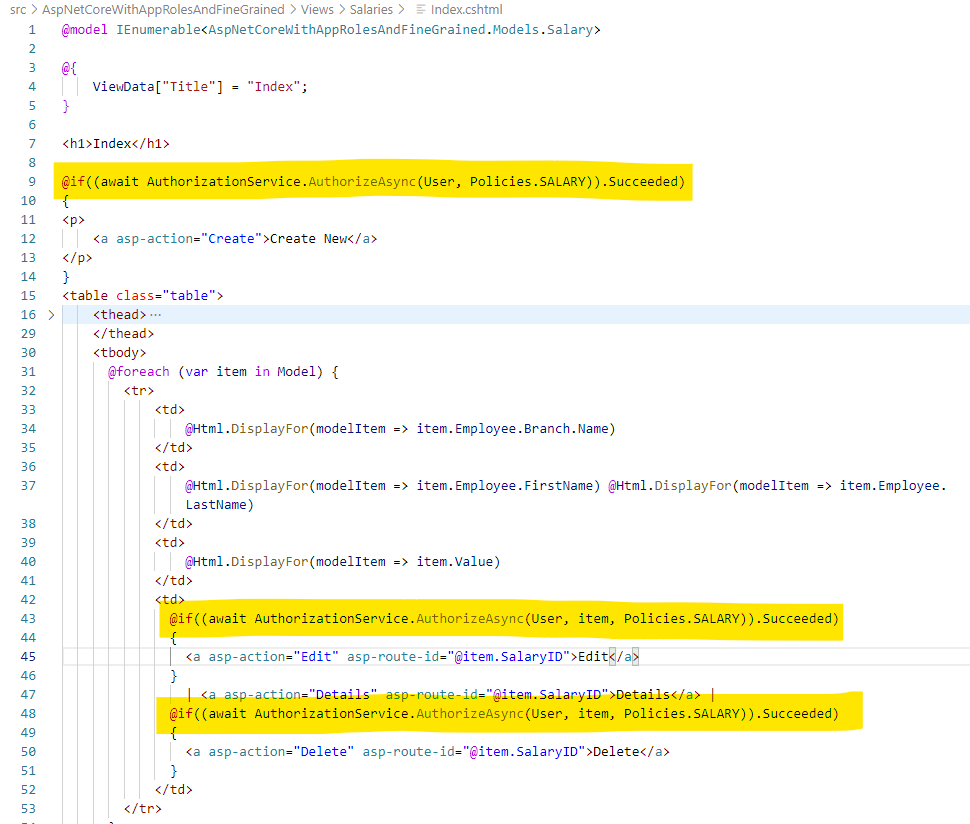 src > AspNetCoreWithAppRolesAndFineGrained > Views > Salaries > Index.cshtml
1 @model IEnumerable<AspNetCoreWithAppRolesAndFineGrained.Models.Salary>
2
3 @{
4 ViewData["Title"] = "Index";
5 }
6
7 <h1>Index</h1>
8
9 @if((await AuthorizationService.AuthorizeAsync(User, Policies.SALARY)).Succeeded)
10 {
11 <p>
12 <a asp-action="Create">Create New</a>
13 </p>
14 }
15 <table class="table">
16 > <thead>…
29 </thead>
30 <tbody>
31 @foreach (var item in Model) {
32 <tr>
33 <td>
34 @Html.DisplayFor(modelItem => item.Employee.Branch.Name)
35 </td>
36 <td>
37 @Html.DisplayFor(modelItem => item.Employee.FirstName) @Html.DisplayFor(modelItem => item.Employee.
LastName)
38 </td>
39 <td>
40 @Html.DisplayFor(modelItem => item.Value)
41 </td>
42 <td>
43 @if((await AuthorizationService.AuthorizeAsync(User, item, Policies.SALARY)).Succeeded)
44 {
45 <a asp-action="Edit" asp-route-id="@item.SalaryID">Edit</a>
46 }
47 | <a asp-action="Details" asp-route-id="@item.SalaryID">Details</a> |
48 @if((await AuthorizationService.AuthorizeAsync(User, item, Policies.SALARY)).Succeeded)
49 {
50 <a asp-action="Delete" asp-route-id="@item.SalaryID">Delete</a>
51 }
52 </td>
53 </tr>